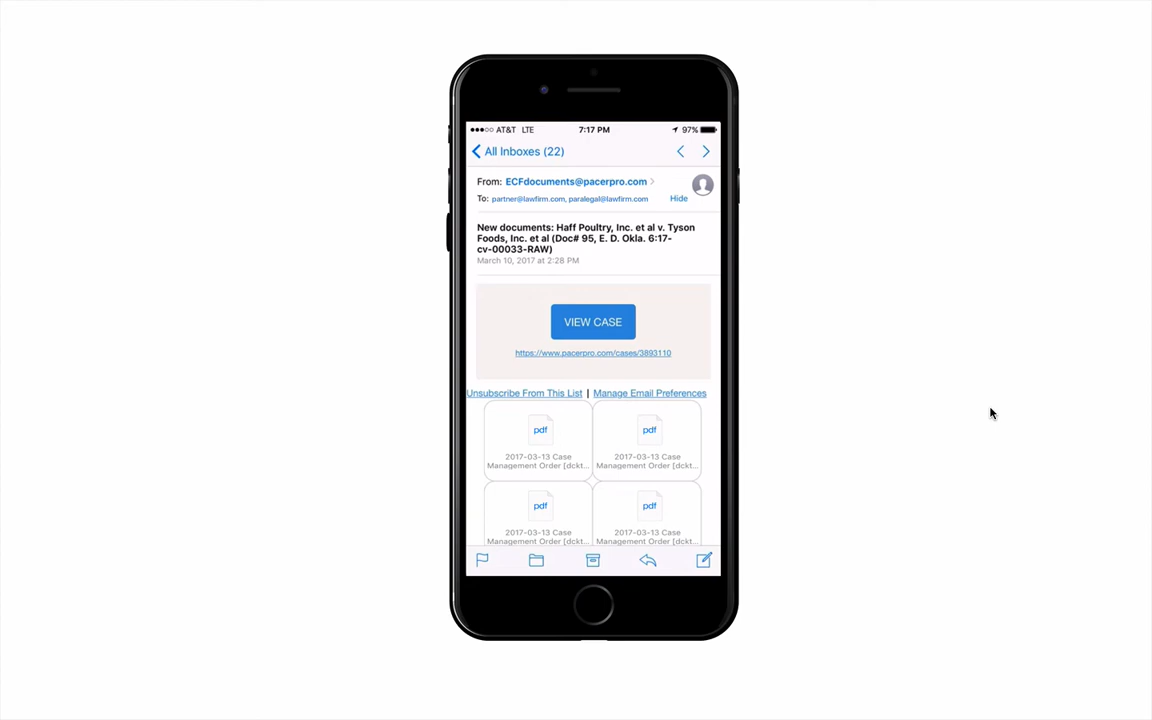 AT&T LTE 7:17 PM 97%
All Inboxes (22)
From: ECFdocuments@pacerpro.com
To: partner@lawfirm.com, paralegal@lawfirm.com Hide
New documents: Haff Poultry, Inc. et al v. Tyson
Foods, Inc. et al (Doc# 95, E. D. Okla. 6:17-
cv-00033-RAW)
March 10, 2017 at 2:28 PM
VIEW CASE
https://www.pacerpro.com/cases/3893110
Unsubscribe From This List | Manage Email Preferences
pdf pdf
2017-03-13 Case 2017-03-13 Case
Management Order [dckt... Management Order [dckt...
pdf pdf
2017-03-13 Case 2017-03-13 Case
Management Order [dckt... Management Order [dckt...